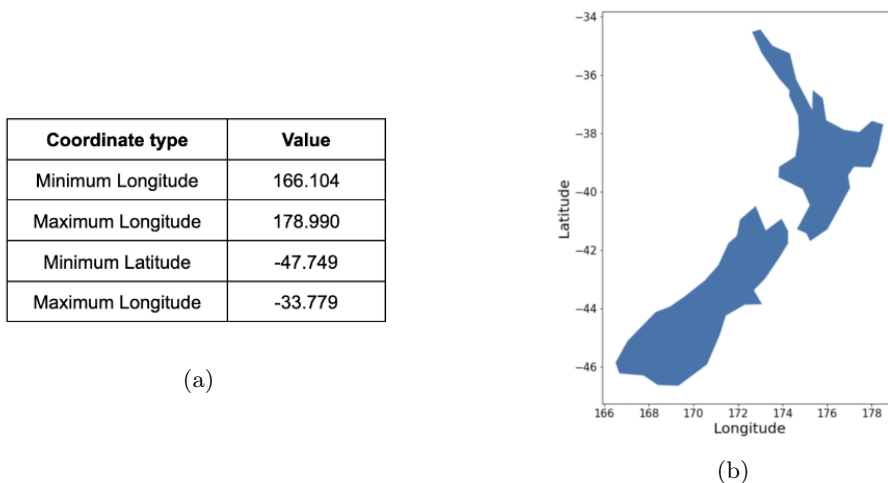 Coordinate type Value
Minimum Longitude 166.104
Maximum Longitude 178.990
Minimum Latitude -47.749
Maximum Longitude -33.779
(a)
−34
−36
−38
−40
−42
−44
−46
Latitude
166 168 170 172 174 176 178
Longitude
(b)